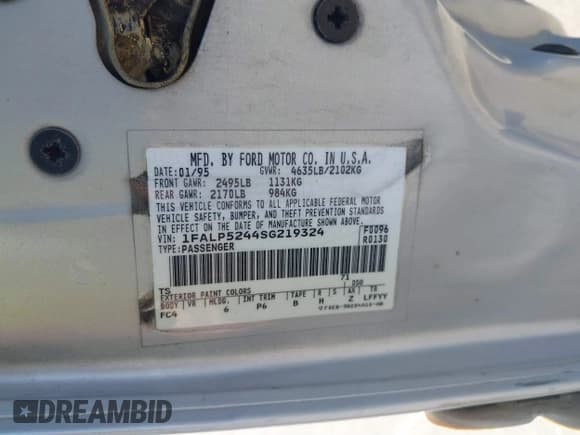 MFD. BY FORD MOTOR CO. IN U.S.A.
DATE: 01/95 GVWR: 4635LB/2102KG
FRONT GAWR: 2495LB 1131KG
REAR GAWR: 2170LB 984KG
THIS VEHICLE CONFORMS TO ALL APPLICABLE FEDERAL MOTOR
VEHICLE SAFETY, BUMPER, AND THEFT PREVENTION STANDARDS
IN EFFECT ON THE DATE OF MANUFACTURE SHOWN ABOVE.
VIN: 1FALP5244SG219324 F0096
TYPE: PASSENGER R0130
71
TS DSO
EXTERIOR PAINT COLORS
BODY VR MLDG. INT TRIM TAPE R S AX TR
FC4 6 P6 B H Z LFFYY
DREAMBID